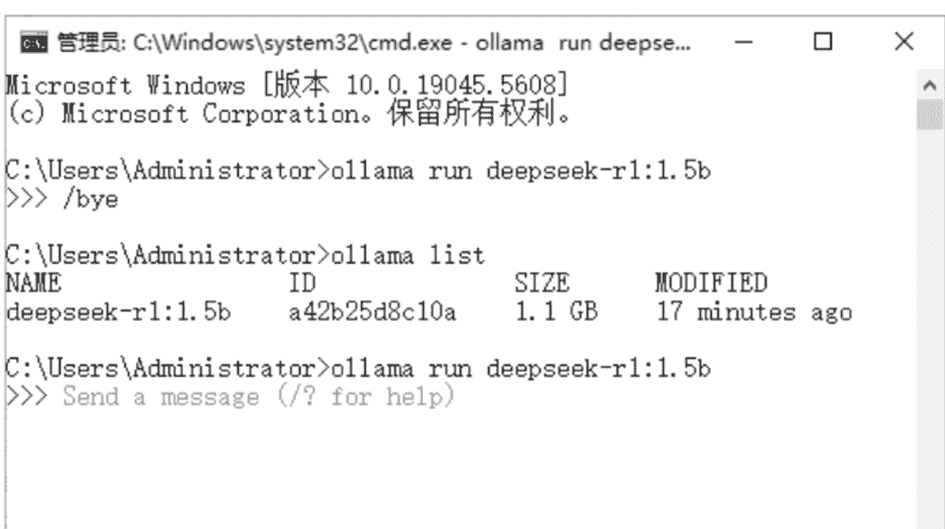 管理员: C:\Windows\system32\cmd.exe - ollama  run deepse...
Microsoft Windows [版本 10.0.19045.5608]
(c) Microsoft Corporation。保留所有权利。
C:\Users\Administrator>ollama run deepseek-r1:1.5b
>>> /bye
C:\Users\Administrator>ollama list
NAME                ID              SIZE      MODIFIED
deepseek-r1:1.5b    a42b25d8c10a    1.1 GB    17 minutes ago
C:\Users\Administrator>ollama run deepseek-r1:1.5b
>>> Send a message (/? for help)